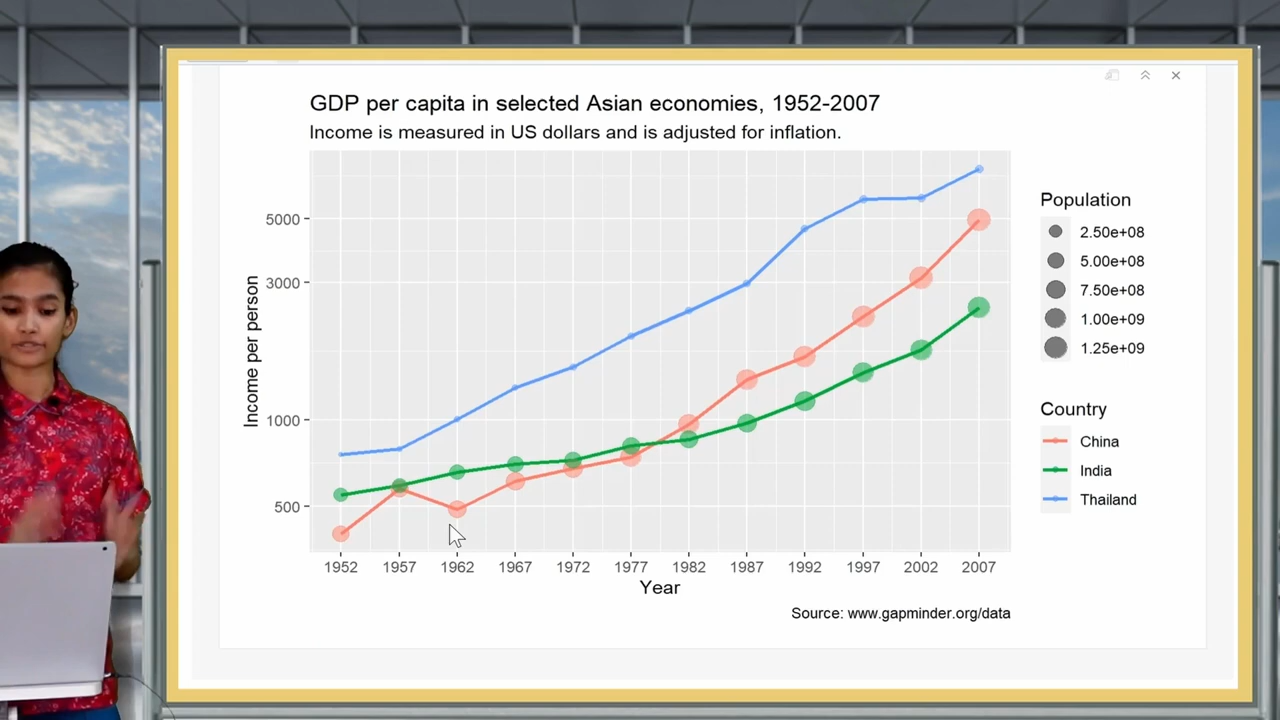 GDP per capita in selected Asian economies, 1952-2007
Income is measured in US dollars and is adjusted for inflation.
Income per person
5000
3000
1000
500
1952 1957 1962 1967 1972 1977 1982 1987 1992 1997 2002 2007
Year
Source: www.gapminder.org/data
Population
2.50e+08
5.00e+08
7.50e+08
1.00e+09
1.25e+09
Country
China
India
Thailand